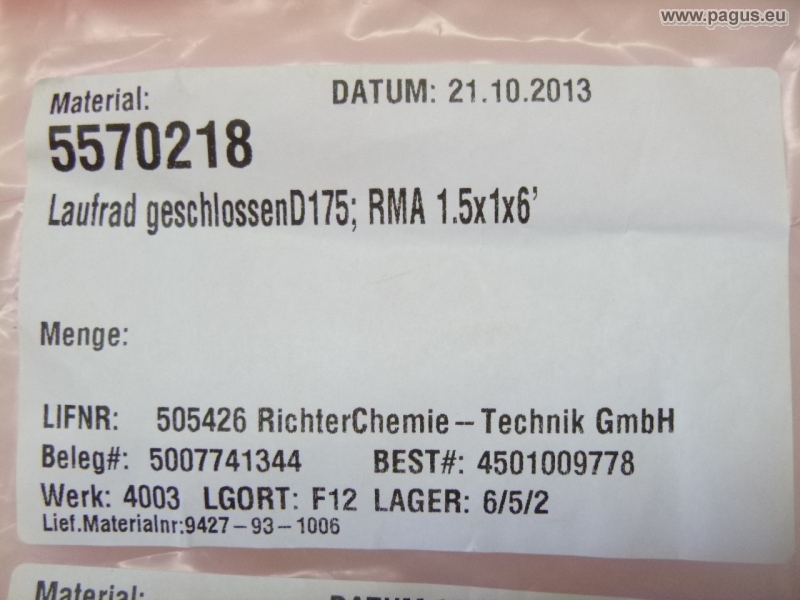 www.pagus.eu
Material: DATUM: 21.10.2013
5570218
Laufrad geschlossenD175; RMA 1.5x1x6'
Menge:
LIFNR: 505426 RichterChemie-Technik GmbH
Beleg#: 5007741344 BEST#: 4501009778
Werk: 4003 LGORT: F12 LAGER: 6/5/2
Lief.Materialnr:9427-93-1006
Material: